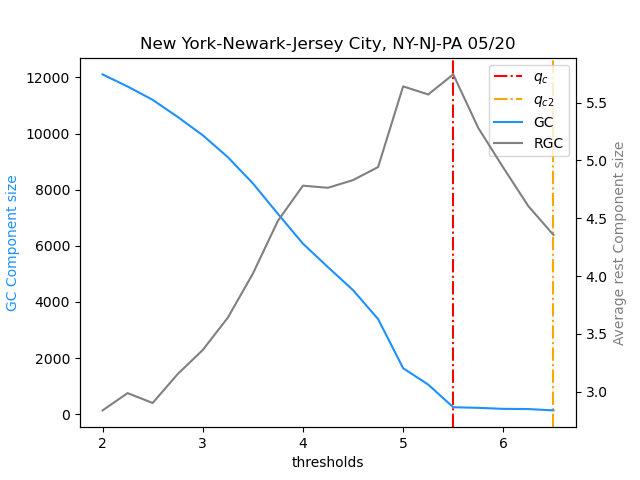 New York-Newark-Jersey City, NY-NJ-PA 05/20
GC Component size
12000
10000
8000
6000
4000
2000
0
2
3
4
5
6
thresholds
5.5
5.0
4.5
4.0
3.5
3.0
Average rest Component size
q_c
q_{c2}
GC
RGC